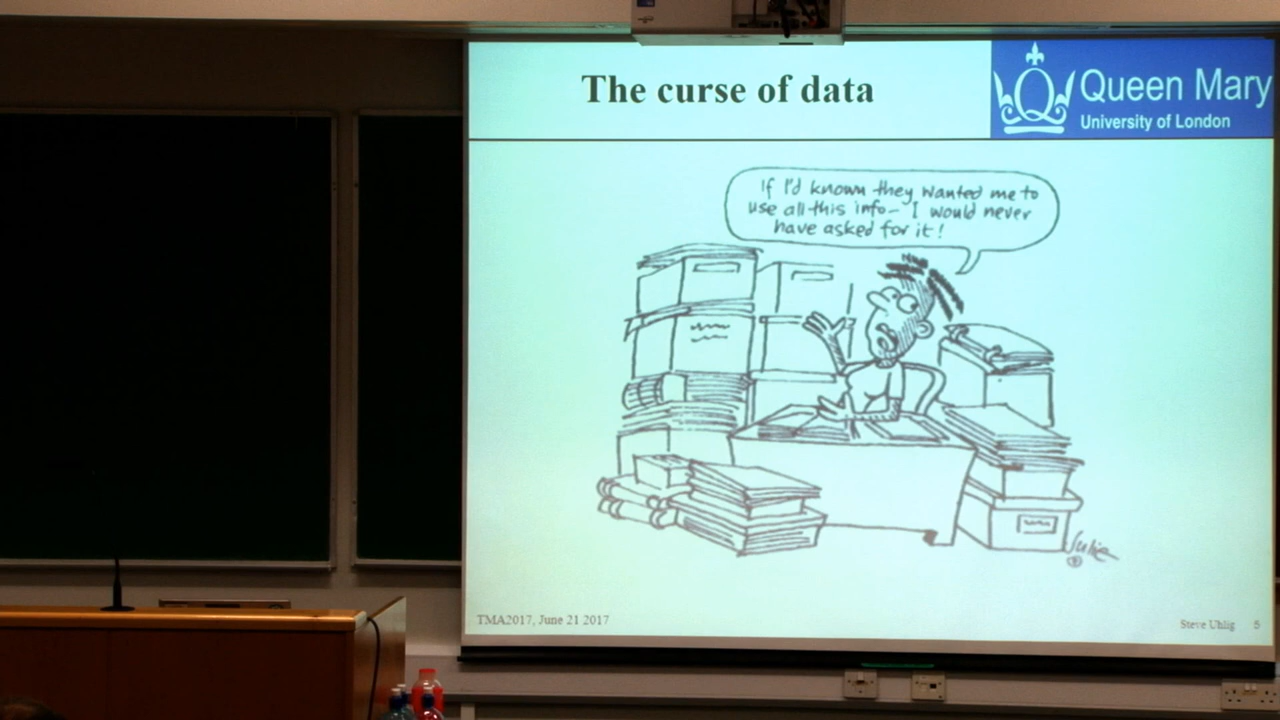 The curse of data
Queen Mary
University of London
If I'd known they wanted me to
use all this info- I would never
have asked for it!
Julie
TMA2017, June 21 2017
Steve Uhlig 5